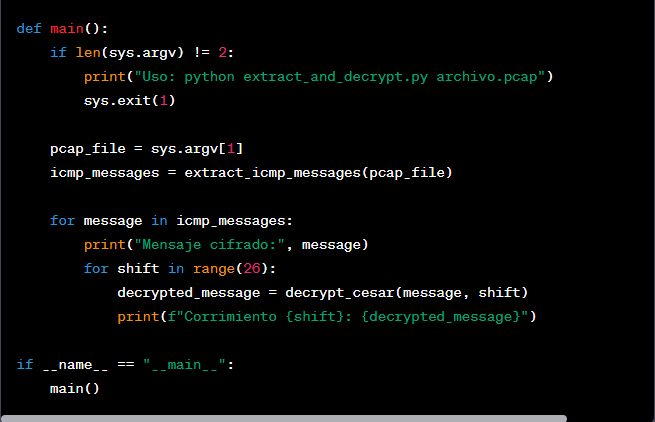 def main():
    if len(sys.argv) != 2:
        print("Uso: python extract_and_decrypt.py archivo.pcap")
        sys.exit(1)
    pcap_file = sys.argv[1]
    icmp_messages = extract_icmp_messages(pcap_file)
    for message in icmp_messages:
        print("Mensaje cifrado:", message)
        for shift in range(26):
            decrypted_message = decrypt_cesar(message, shift)
            print(f"Corrimiento {shift}: {decrypted_message}")
if __name__ == "__main__":
    main()